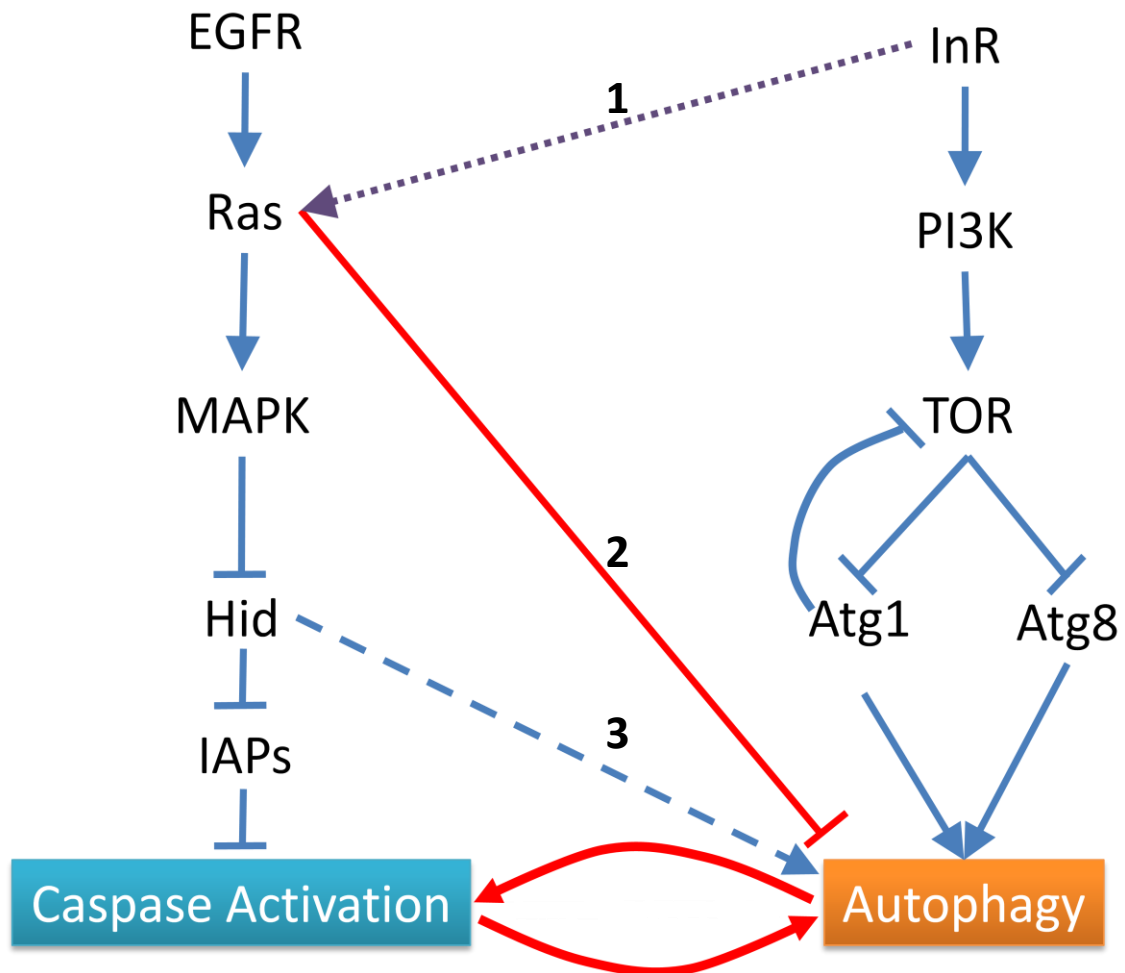 EGFR
InR
1
Ras
PI3K
MAPK
TOR
2
Hid
Atg1
Atg8
3
IAPs
Caspase Activation
Autophagy